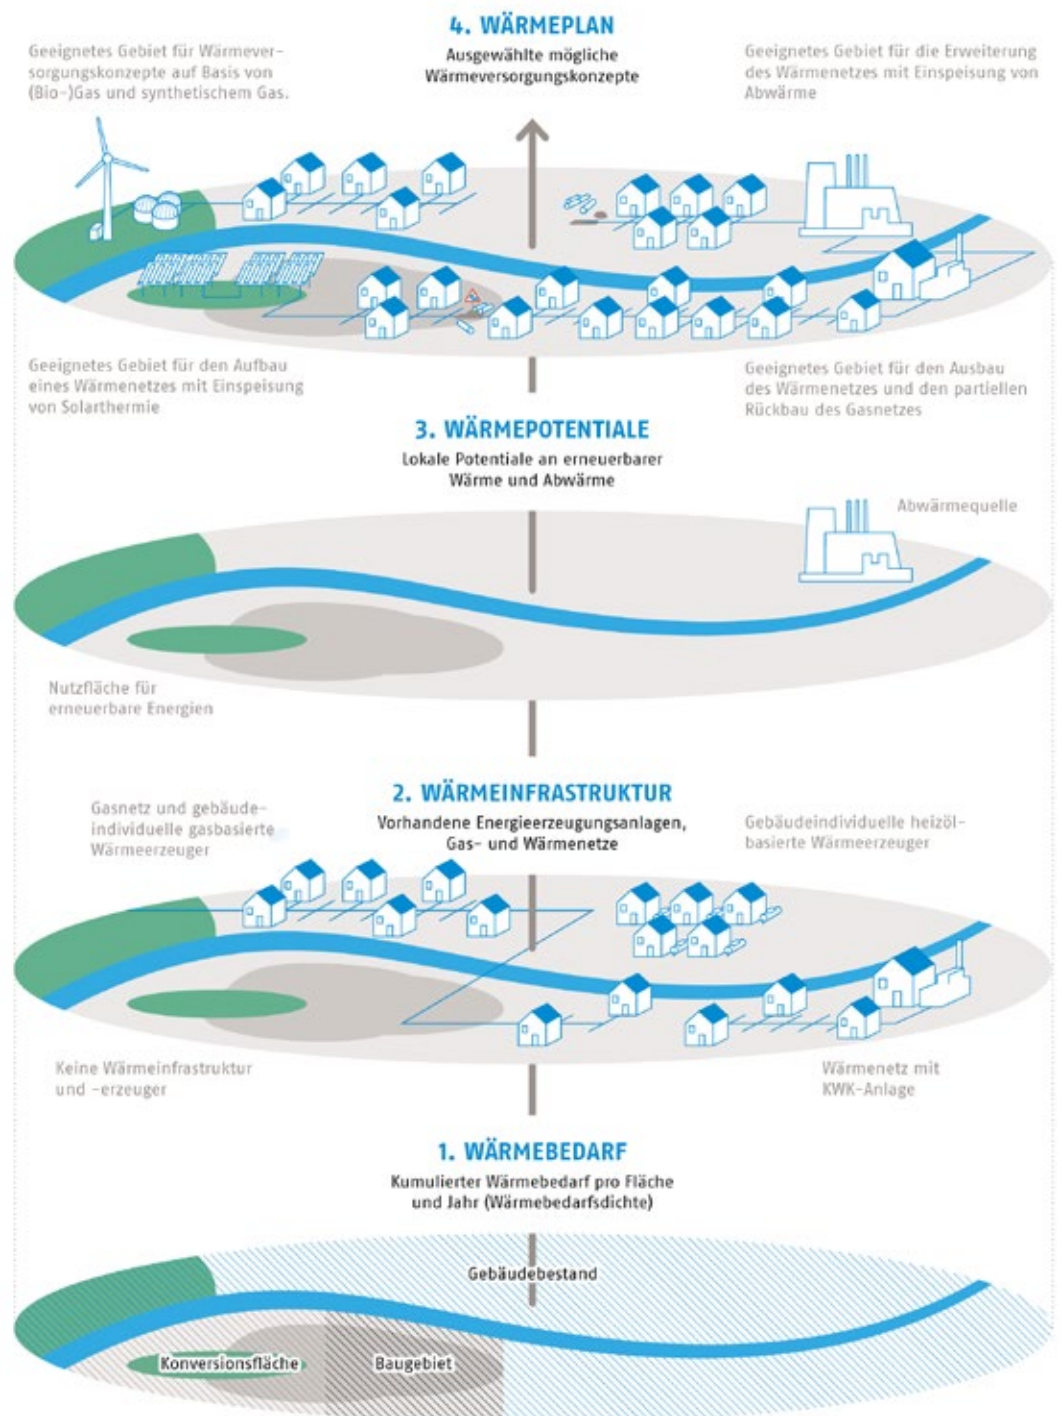 4. WÄRMEPLAN
Ausgewählte mögliche
Wärmeversorgungskonzepte
Geeignetes Gebiet für Wärmever-
sorgungskonzepte auf Basis von
(Bio-)Gas und synthetischem Gas.
Geeignetes Gebiet für die Erweiterung
des Wärmenetzes mit Einspeisung von
Abwärme
Geeignetes Gebiet für den Aufbau
eines Wärmenetzes mit Einspeisung
von Solarthermie
Geeignetes Gebiet für den Ausbau
des Wärmenetzes und den partiellen
Rückbau des Gasnetzes
3. WÄRMEPOTENTIALE
Lokale Potentiale an erneuerbarer
Wärme und Abwärme
Abwärmequelle
Nutzfläche für
erneuerbare Energien
2. WÄRMEINFRASTRUKTUR
Vorhandene Energieerzeugungsanlagen,
Gas- und Wärmenetze
Gasnetz und gebäude-
individuelle gasbasierte
Wärmeerzeuger
Gebäudeindividuelle heizöl-
basierte Wärmeerzeuger
Keine Wärmeinfrastruktur
und -erzeuger
Wärmenetz mit
KWK-Anlage
1. WÄRMEBEDARF
Kumulierter Wärmebedarf pro Fläche
und Jahr (Wärmebedarfsdichte)
Gebäudebestand
Konversionsfläche
Baugebiet